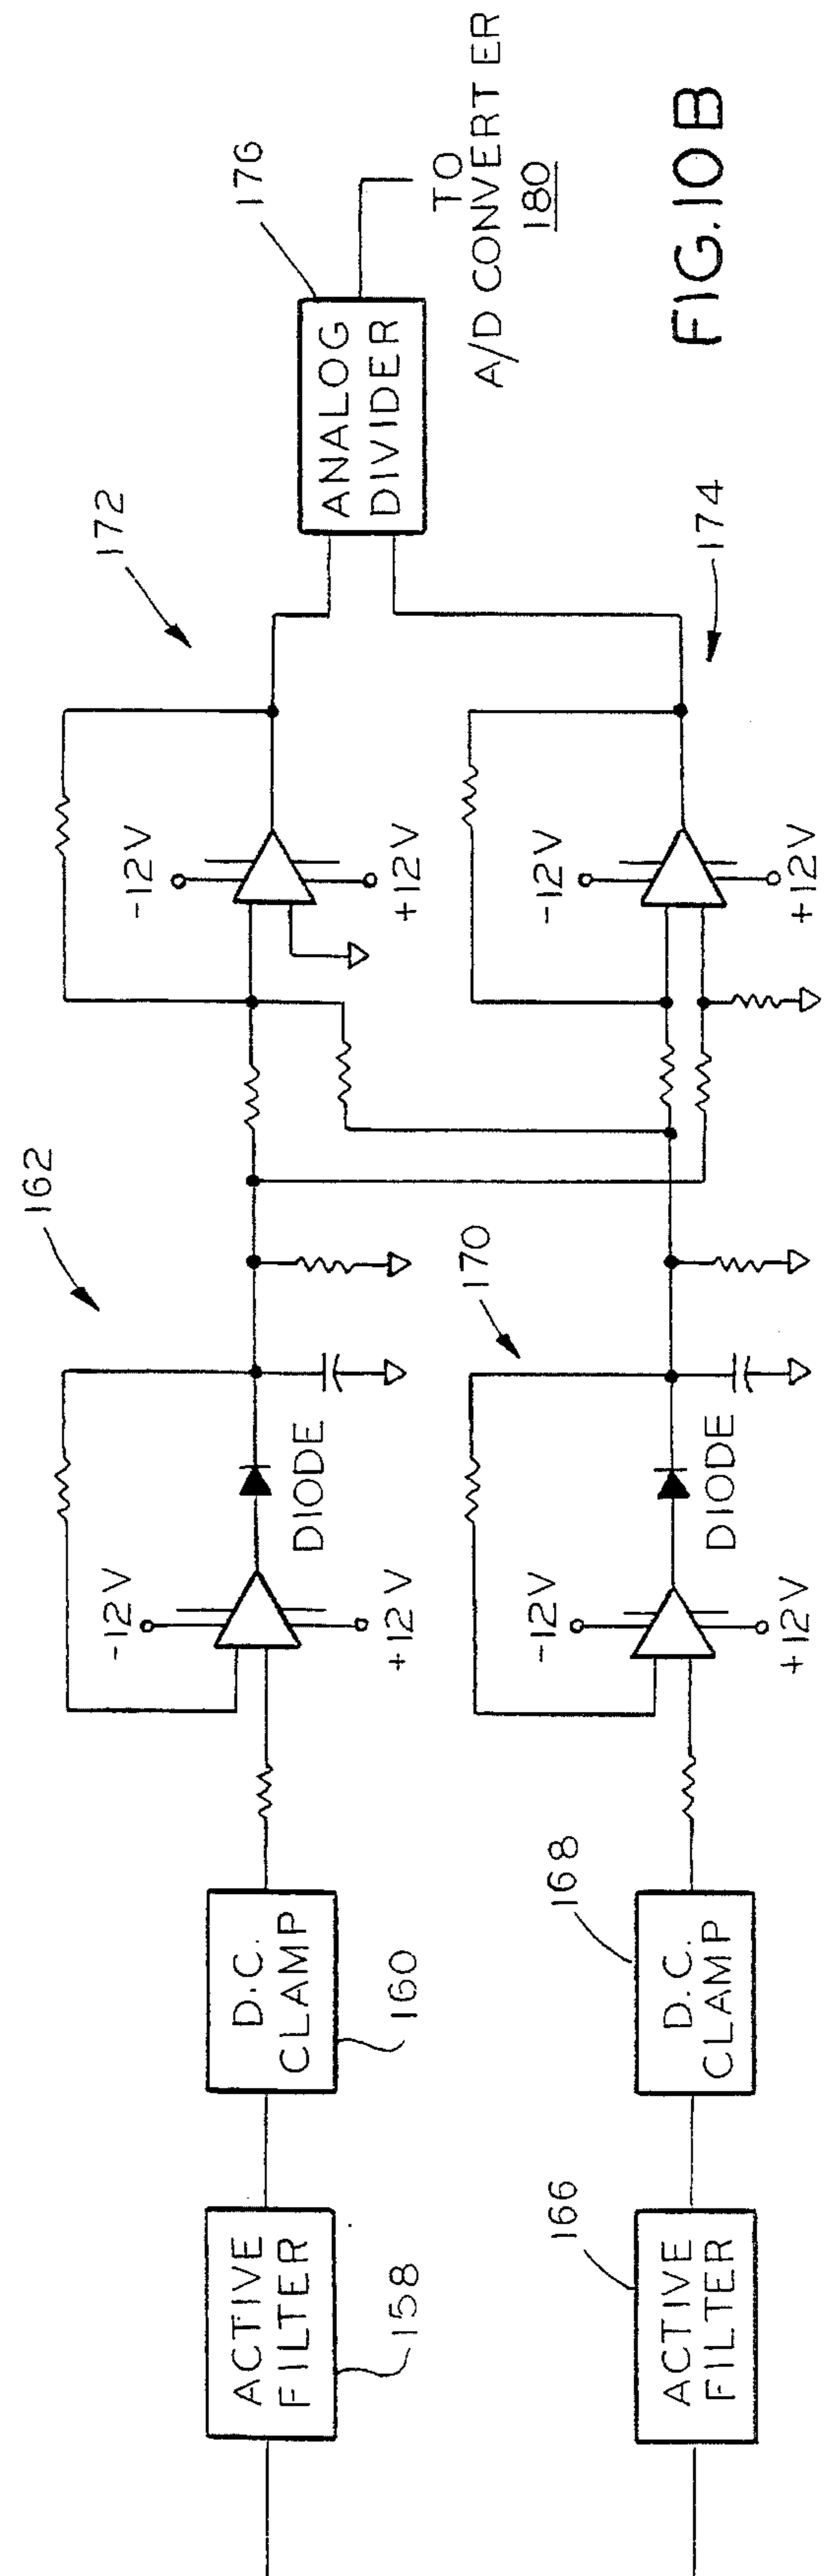 162
172
176
-12V
-12V
ACTIVE
FILTER
D.C.
CLAMP
DIODE
ANALOG
DIVIDER
158
160
+12V
+12V
TO
A/D CONVERTER
180
170
174
166
168
-12V
-12V
ACTIVE
FILTER
D.C.
CLAMP
DIODE
+12V
+12V
FIG.10B